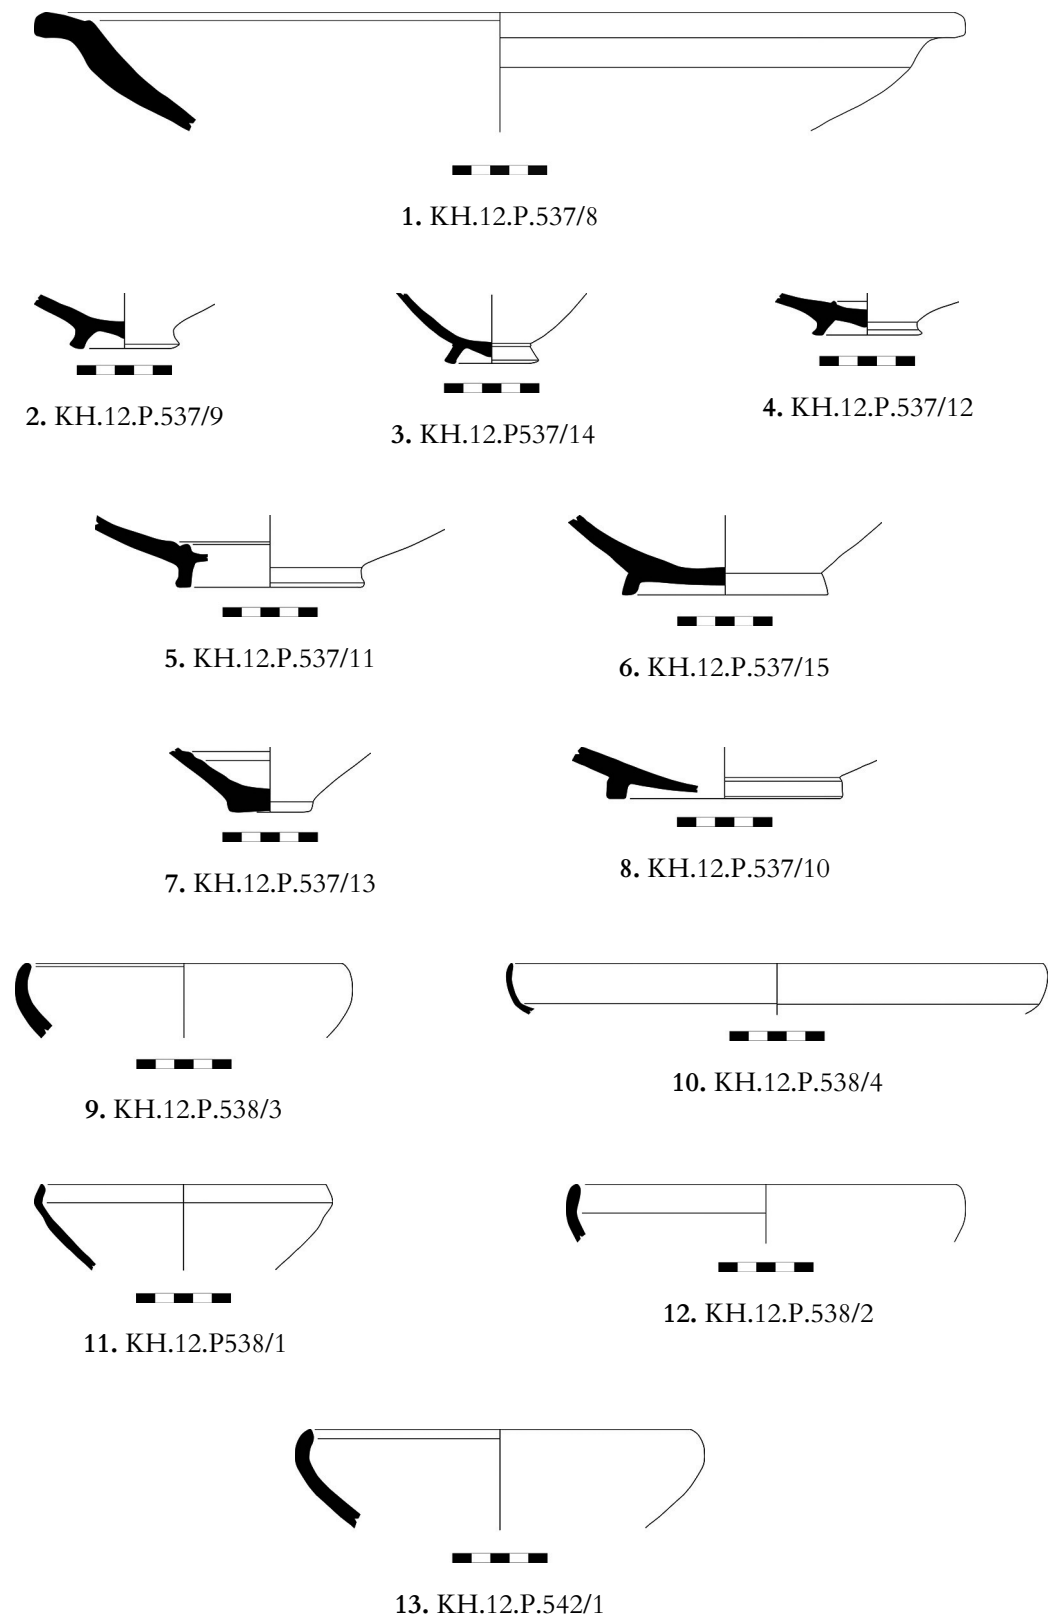 1. KH.12.P.537/8
2. KH.12.P.537/9
3. KH.12.P537/14
4. KH.12.P.537/12
5. KH.12.P.537/11
6. KH.12.P.537/15
7. KH.12.P.537/13
8. KH.12.P.537/10
9. KH.12.P.538/3
10. KH.12.P.538/4
11. KH.12.P538/1
12. KH.12.P.538/2
13. KH.12.P.542/1